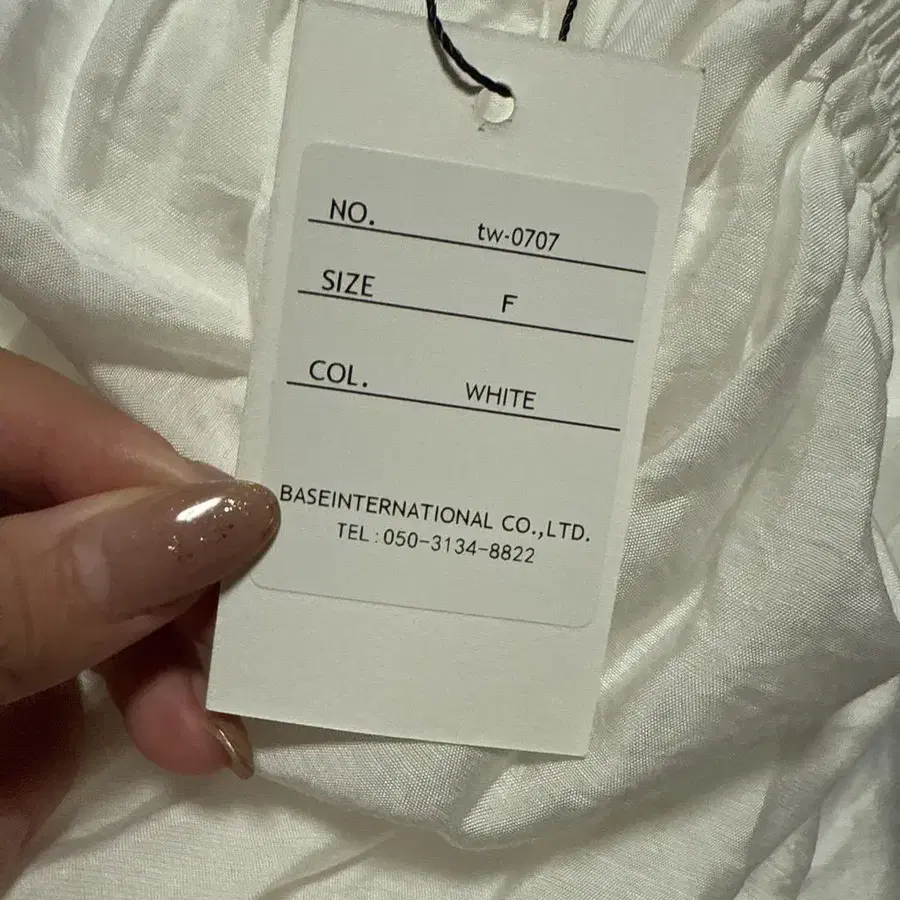 NO. tw-0707
SIZE F
COL. WHITE
BASEINTERNATIONAL CO.,LTD.
TEL:050-3134-8822